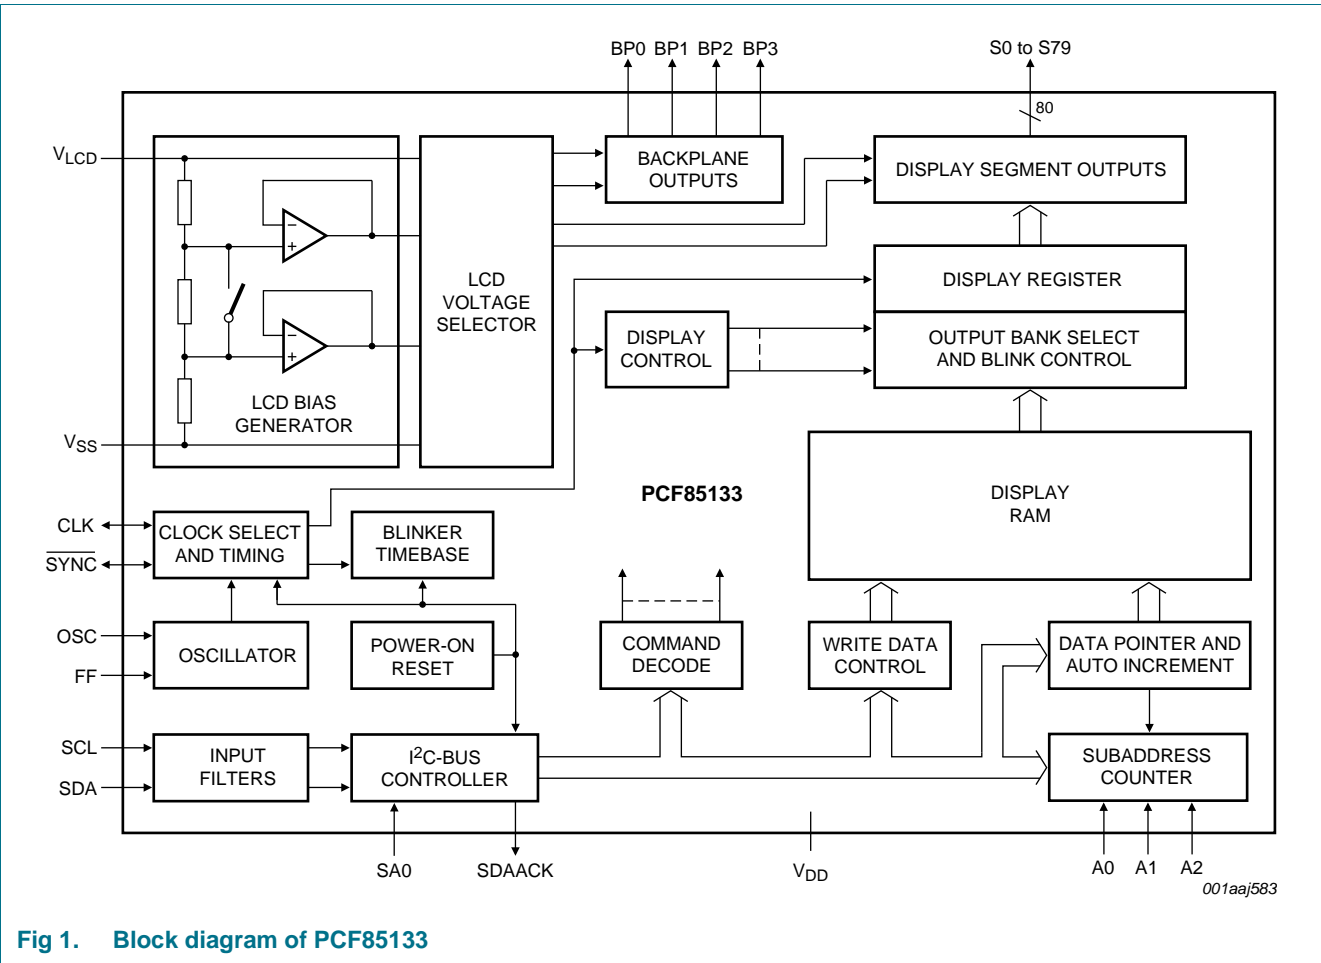 BP0 BP1 BP2 BP3
S0 to S79
80
VLCD
BACKPLANE
OUTPUTS
DISPLAY SEGMENT OUTPUTS
−
+
LCD
VOLTAGE
SELECTOR
DISPLAY REGISTER
−
+
DISPLAY
CONTROL
OUTPUT BANK SELECT
AND BLINK CONTROL
LCD BIAS
GENERATOR
VSS
PCF85133
DISPLAY
RAM
CLK
SYNC
CLOCK SELECT
AND TIMING
BLINKER
TIMEBASE
OSC
FF
OSCILLATOR
POWER-ON
RESET
COMMAND
DECODE
WRITE DATA
CONTROL
DATA POINTER AND
AUTO INCREMENT
SCL
SDA
INPUT
FILTERS
I2C-BUS
CONTROLLER
SUBADDRESS
COUNTER
SA0
SDAACK
VDD
A0 A1 A2
001aaj583
Fig 1. Block diagram of PCF85133